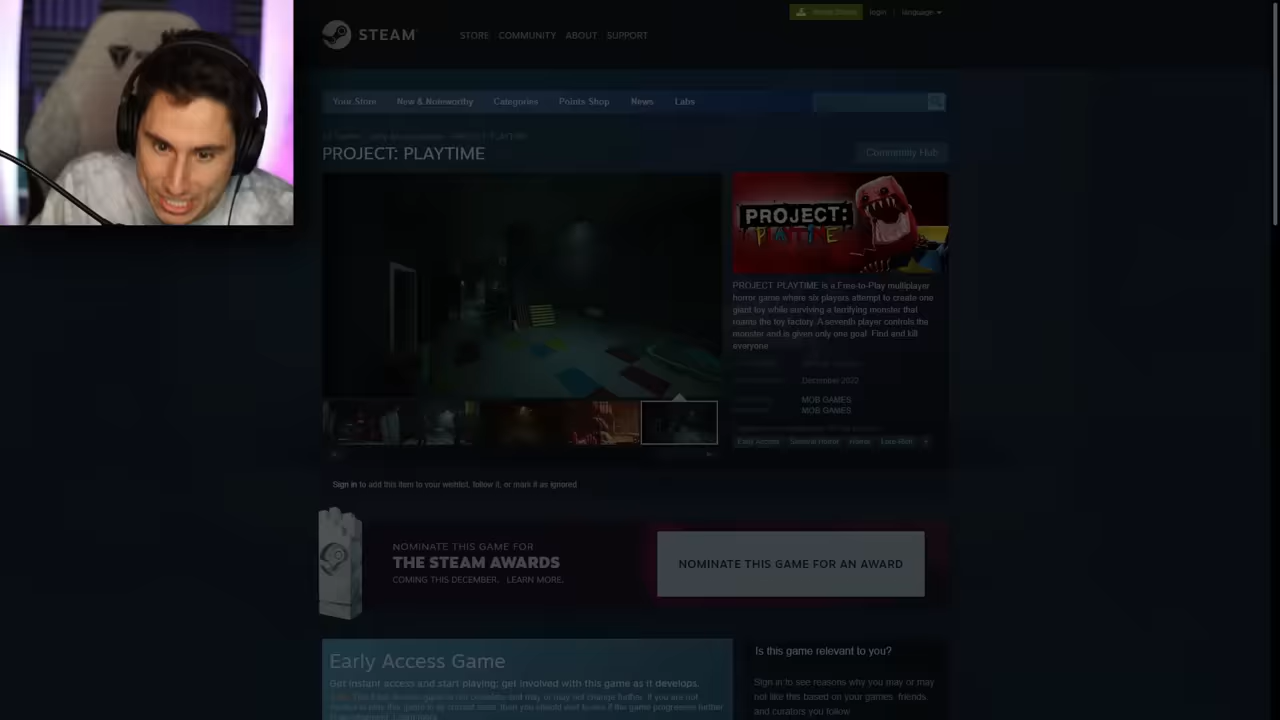 Install Steam
login
language
STEAM
STORE
COMMUNITY
ABOUT
SUPPORT
Your Store
New & Noteworthy
Categories
Points Shop
News
Labs
PROJECT: PLAYTIME
Community Hub
PROJECT:
PROJECT: PLAYTIME is a Free-to-Play multiplayer
horror game where six players attempt to create one
giant toy while surviving a terrifying monster that
roams the toy factory. A seventh player controls the
monster and is given only one goal: Find and kill
everyone
December 2022
MOB GAMES
MOB GAMES
Early Access
Survival Horror
Horror
Loot
+
Sign in to add this item to your wishlist, follow it, or mark it as ignored
NOMINATE THIS GAME FOR
THE STEAM AWARDS
COMING THIS DECEMBER. LEARN MORE.
NOMINATE THIS GAME FOR AN AWARD
Early Access Game
Get instant access and start playing; get involved with this game as it develops.
Is this game relevant to you?
Sign in to see reasons why you may or may
not like this based on your games, friends,
and curators you follow.